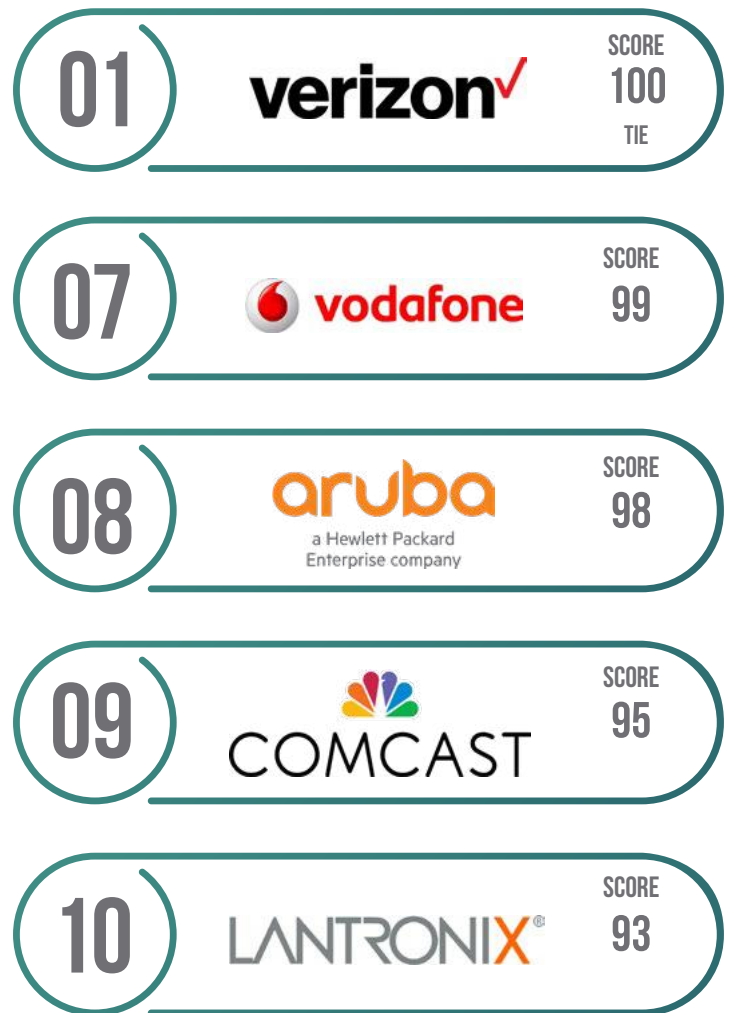 01
verizon
SCORE
100
TIE
07
vodafone
SCORE
99
08
aruba
a Hewlett Packard
Enterprise company
SCORE
98
09
COMCAST
SCORE
95
10
LANTRONIX®
SCORE
93